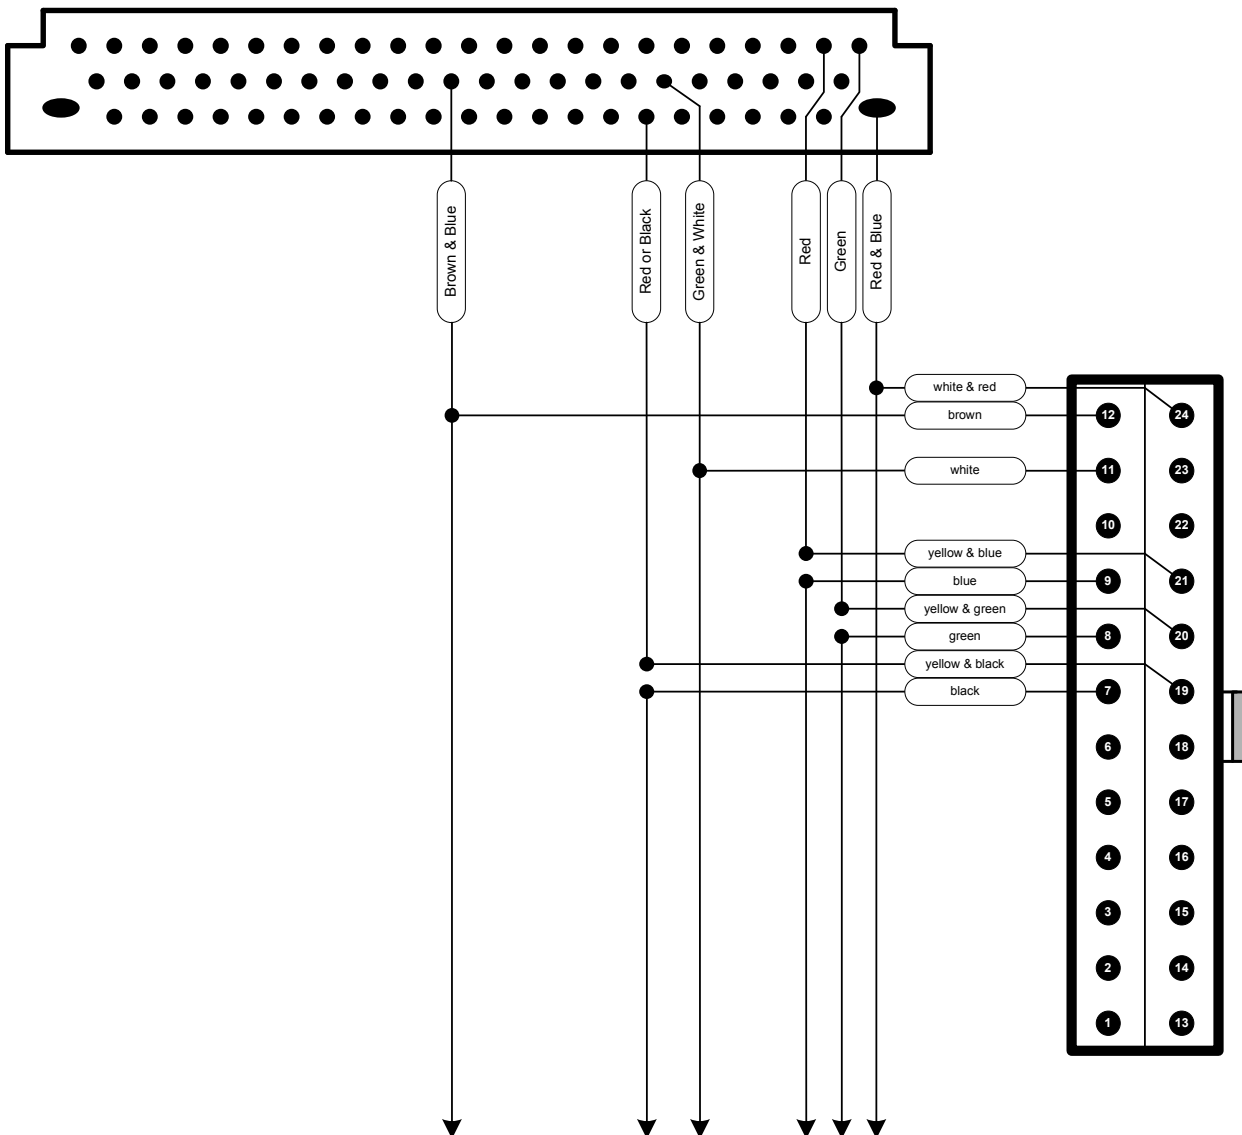 Brown & Blue
Red or Black
Green & White
Red
Green
Red & Blue
white & red
brown
12 24
white
11 23
10 22
yellow & blue
blue
9 21
yellow & green
green
8 20
yellow & black
black
7 19
6 18
5 17
4 16
3 15
2 14
1 13